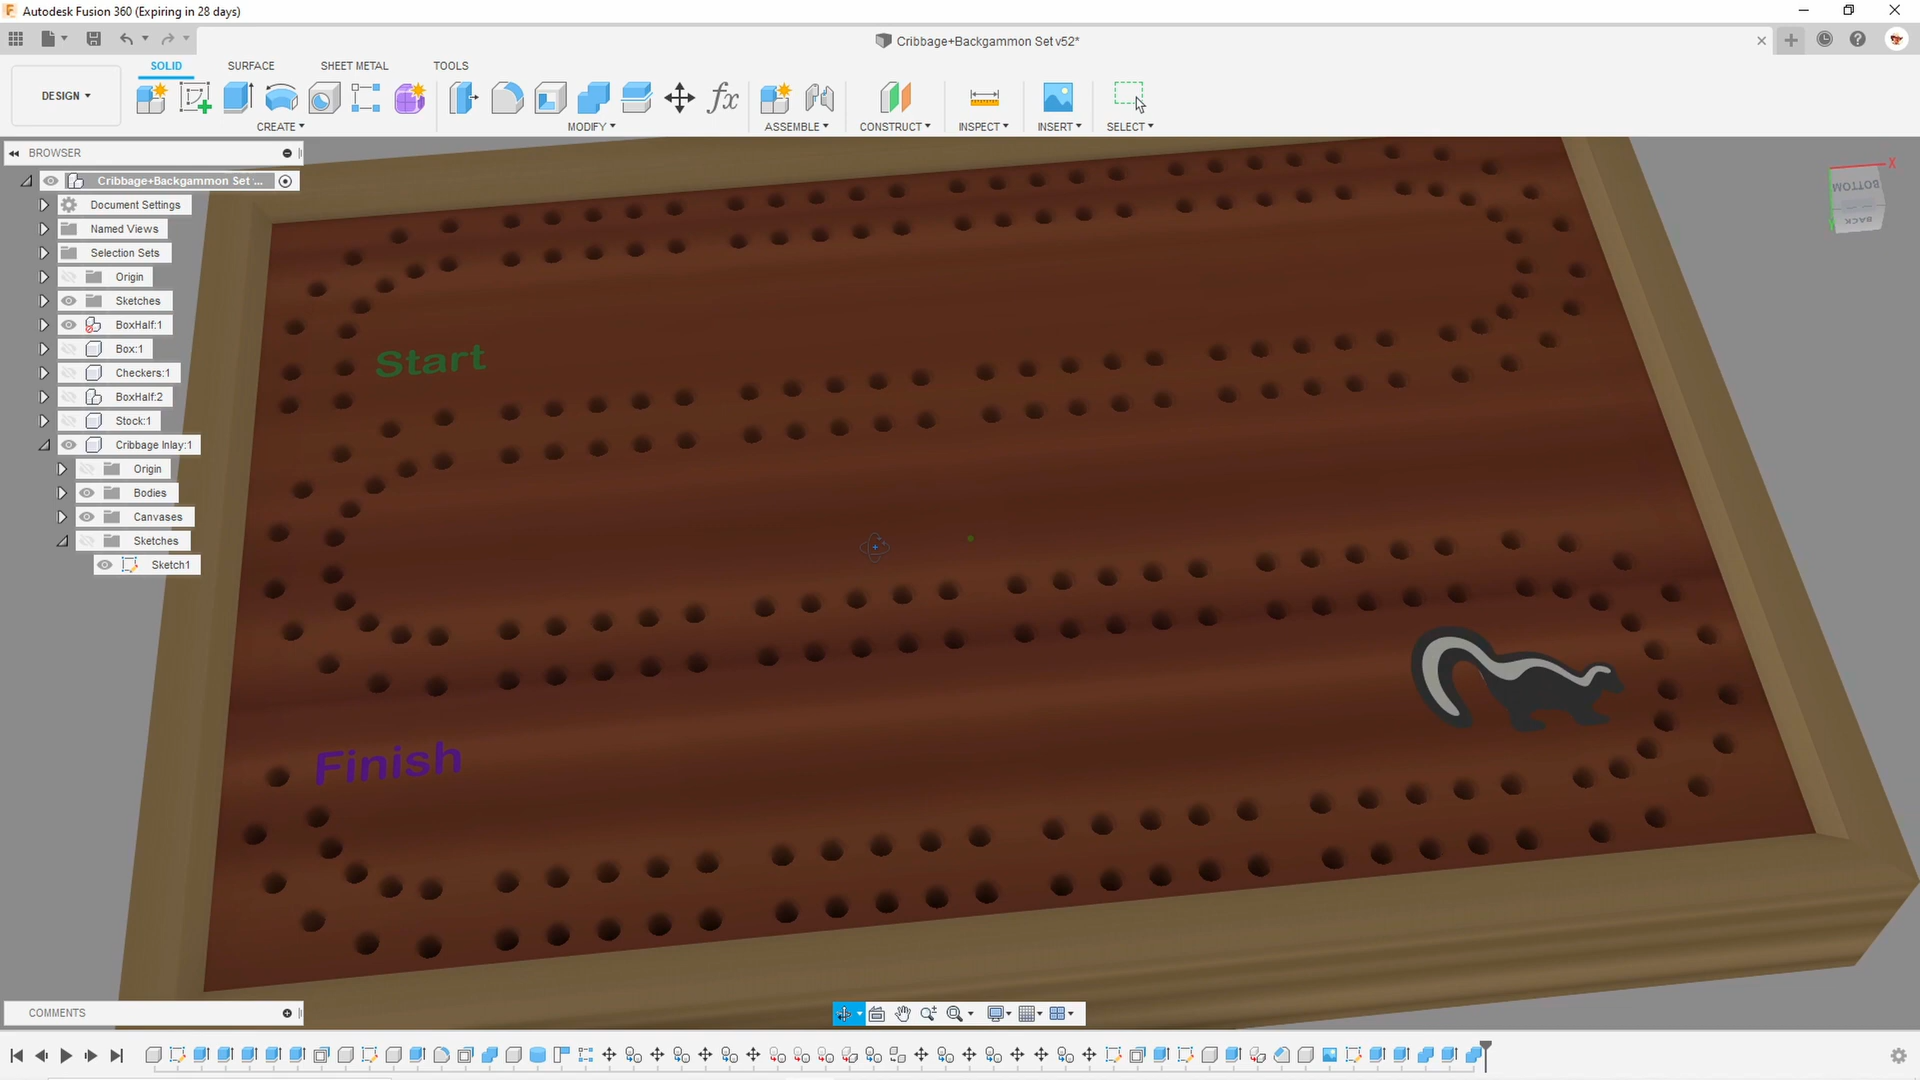 Autodesk Fusion 360 (Expiring in 28 days)
Cribbage+Backgammon Set v52*
DESIGN
SOLID
SURFACE
SHEET METAL
TOOLS
CREATE
MODIFY
ASSEMBLE
CONSTRUCT
INSPECT
INSERT
SELECT
fx
BROWSER
Cribbage+Backgammon Set ...
Document Settings
Named Views
Selection Sets
Origin
Sketches
BoxHalf:1
Box:1
Checkers:1
BoxHalf:2
Stock:1
Cribbage Inlay:1
Origin
Bodies
Canvases
Sketches
Sketch1
X
BOTTOM
BACK
Start
Finish
COMMENTS